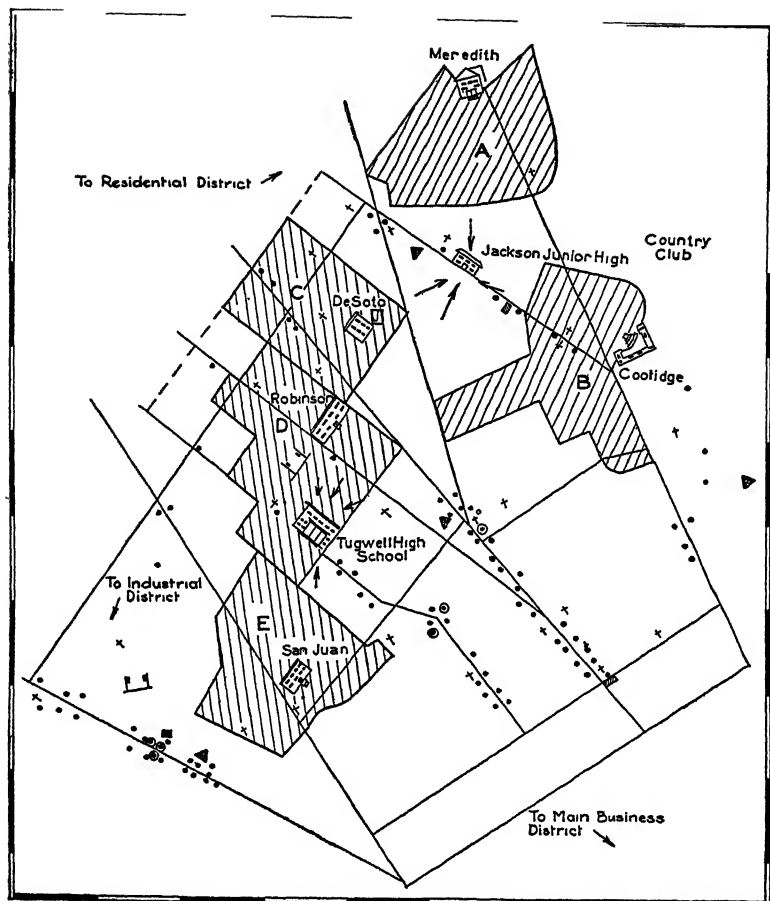 Meredith
A
To Residential District
Jackson Junior High
Country
Club
C
DeSoto
B
Coolidge
Robinson
D
Tugwell High
School
To Industrial
District
E
San Juan
To Main Business
District